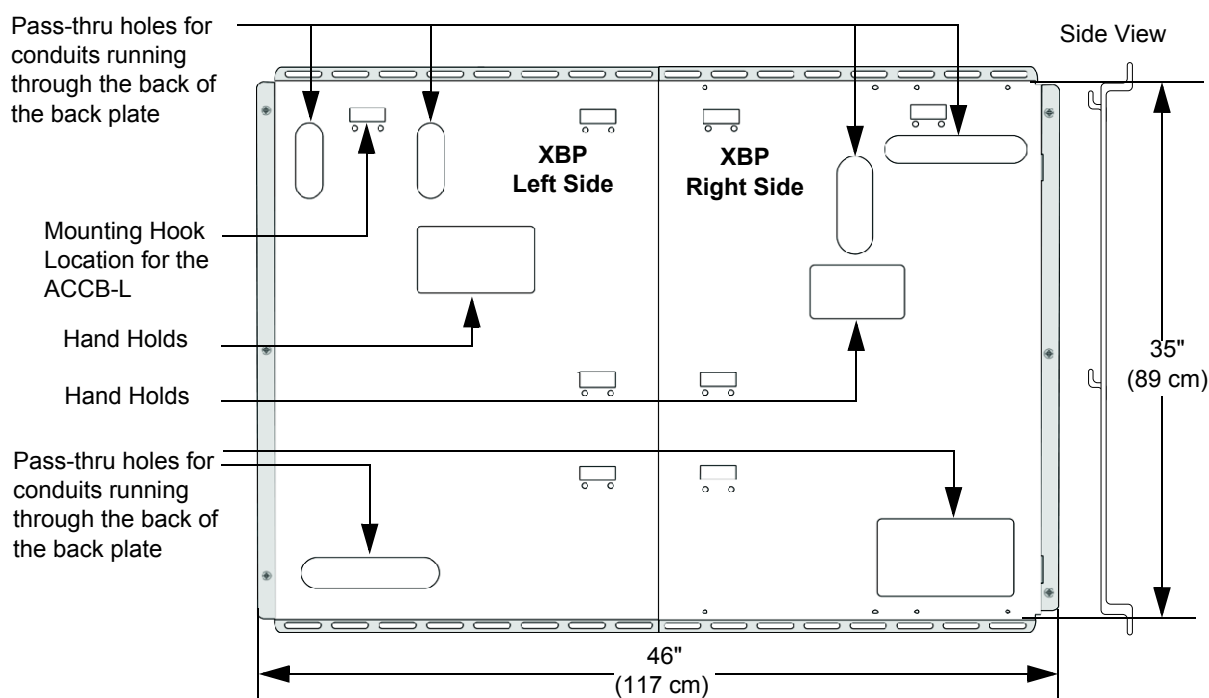 Pass-thru holes for
conduits running
through the back of
the back plate
Side View
XBP
Left Side
XBP
Right Side
Mounting Hook
Location for the
ACCB-L
Hand Holds
Hand Holds
35"
(89 cm)
Pass-thru holes for
conduits running
through the back of
the back plate
46"
(117 cm)